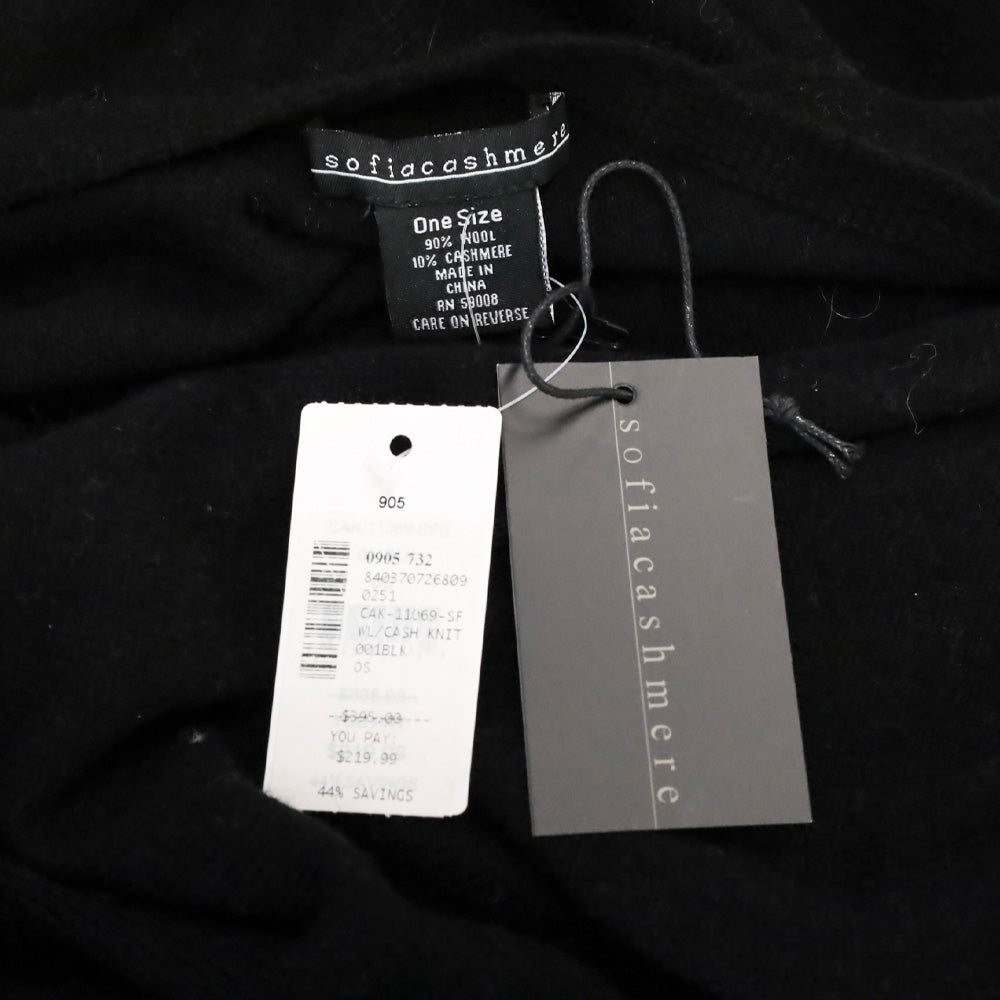 sofiacashmere
One Size
90% WOOL
10% CASHMERE
MADE IN
CHINA
RN 59008
CARE ON REVERSE
905
0905 732
840370726809
0251
CAK-11069-SF
WL/CASH KNIT
001BLK
OS
$395.00
YOU PAY:
$219.99
44% SAVINGS
sofiacashmere